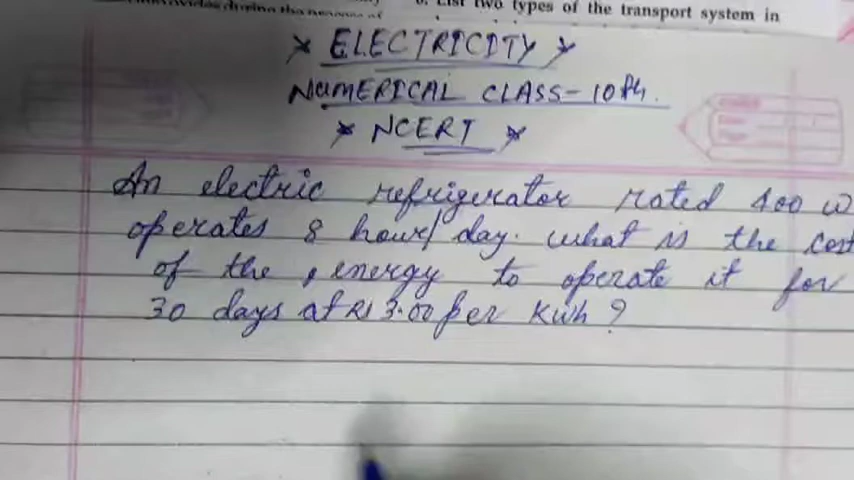 6. List two types of the transport system in
* ELECTRICITY *
NUMERICAL CLASS-10th.
* NCERT *
An electric refrigerator rated 400 W
operates 8 hour/day. what is the cost
of the energy to operate it for
30 days at Rs 3.00 per kwh?